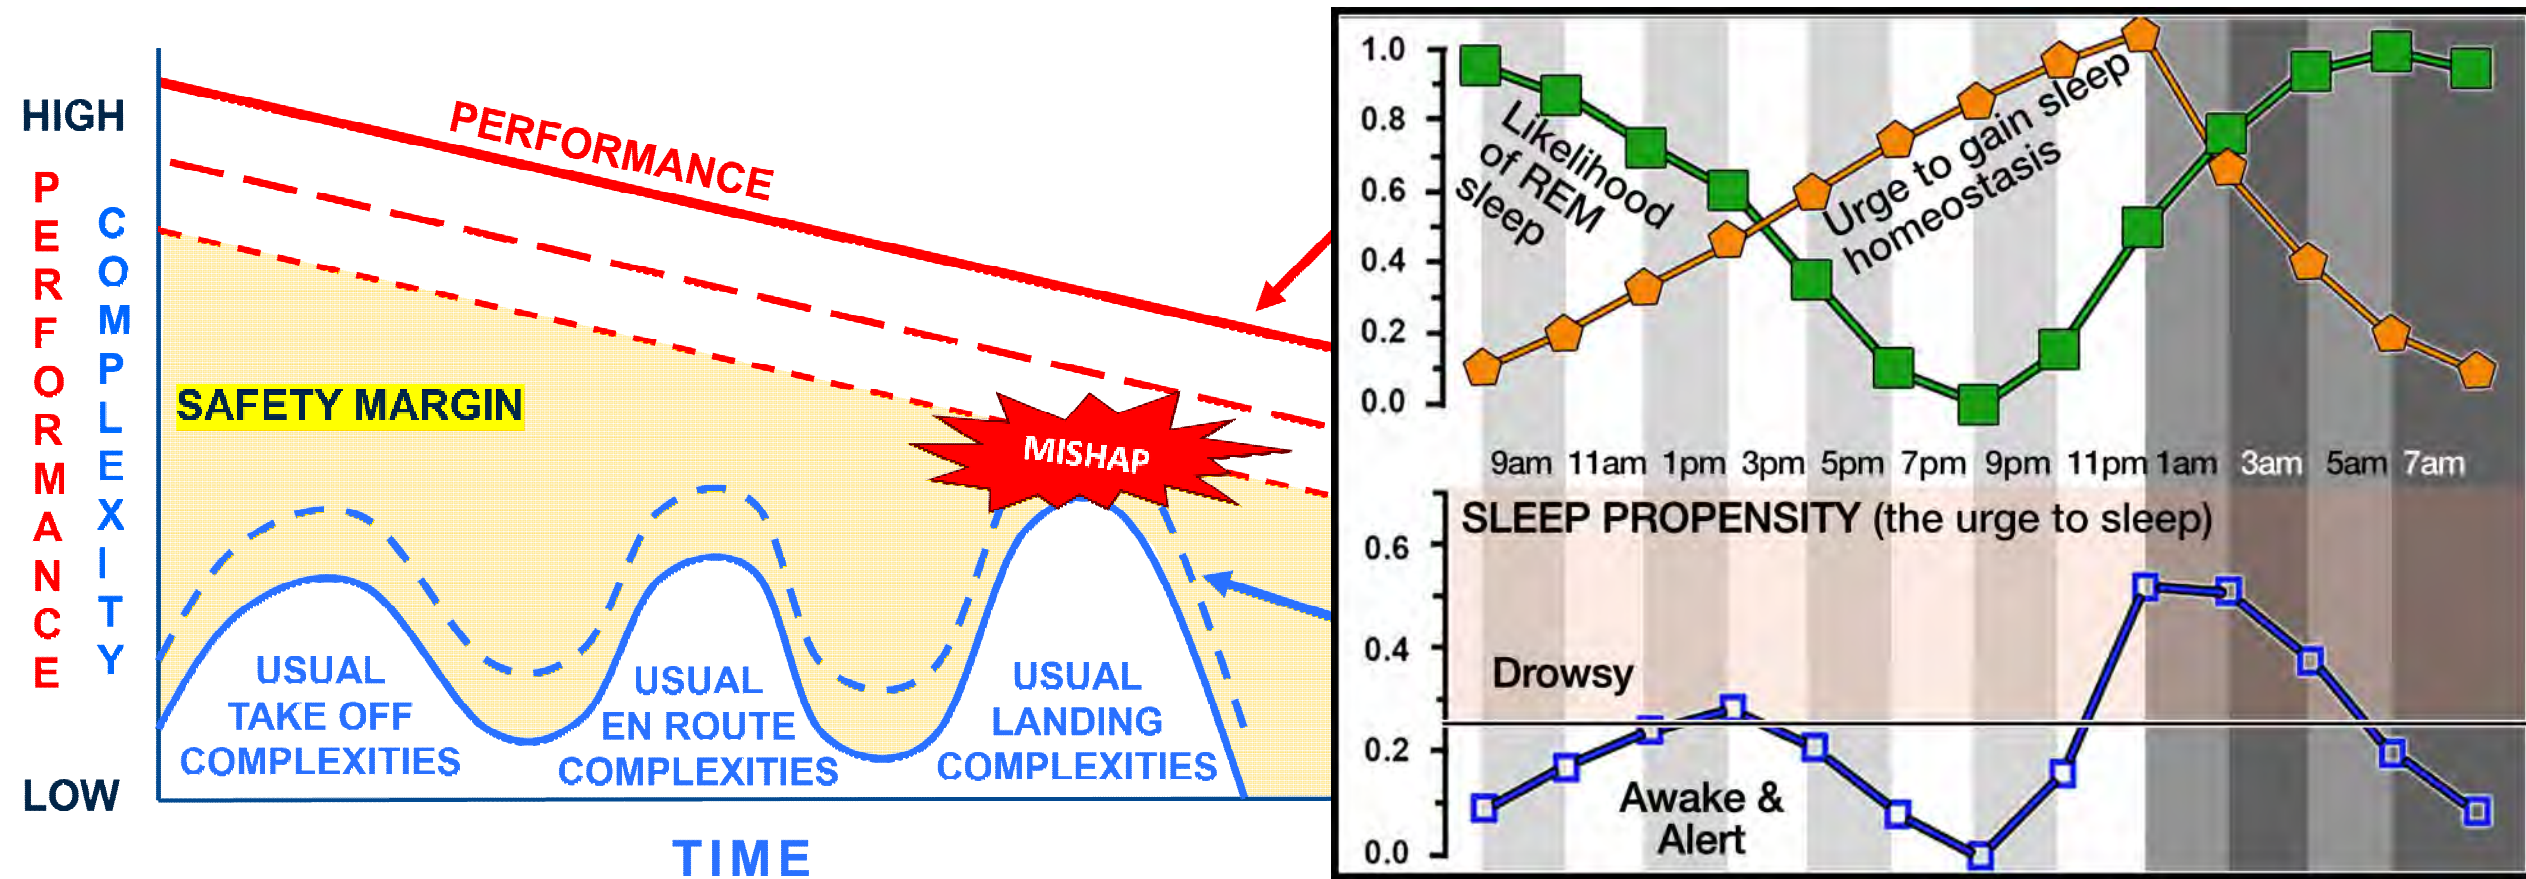 HIGH
PERFORMANCE
COMPLEXITY
LOW
PERFORMANCE
SAFETY MARGIN
MISHAP
USUAL
TAKE OFF
COMPLEXITIES
USUAL
EN ROUTE
COMPLEXITIES
USUAL
LANDING
COMPLEXITIES
TIME
1.0
0.8
0.6
0.4
0.2
0.0
Likelihood
of REM
sleep
Urge to gain sleep
homeostasis
9am 11am 1pm 3pm 5pm 7pm 9pm 11pm 1am 3am 5am 7am
SLEEP PROPENSITY (the urge to sleep)
0.6
0.4
0.2
0.0
Drowsy
Awake &
Alert